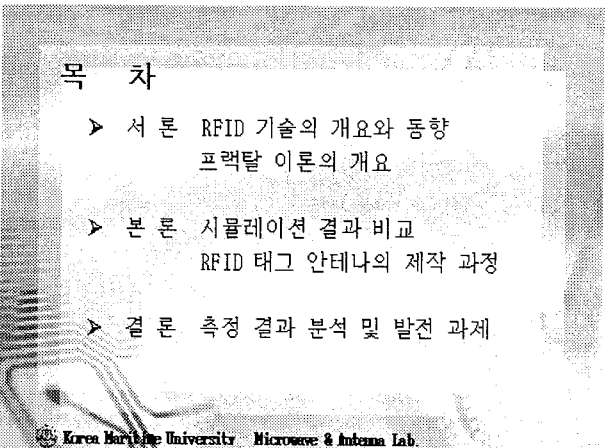 목 차
➤ 서 론 RFID 기술의 개요와 동향
프랙탈 이론의 개요
➤ 본 론 시뮬레이션 결과 비교
RFID 태그 안테나의 제작 과정
➤ 결 론 측정 결과 분석 및 발전 과제
Korea Maritime University Microwave & Antenna Lab.